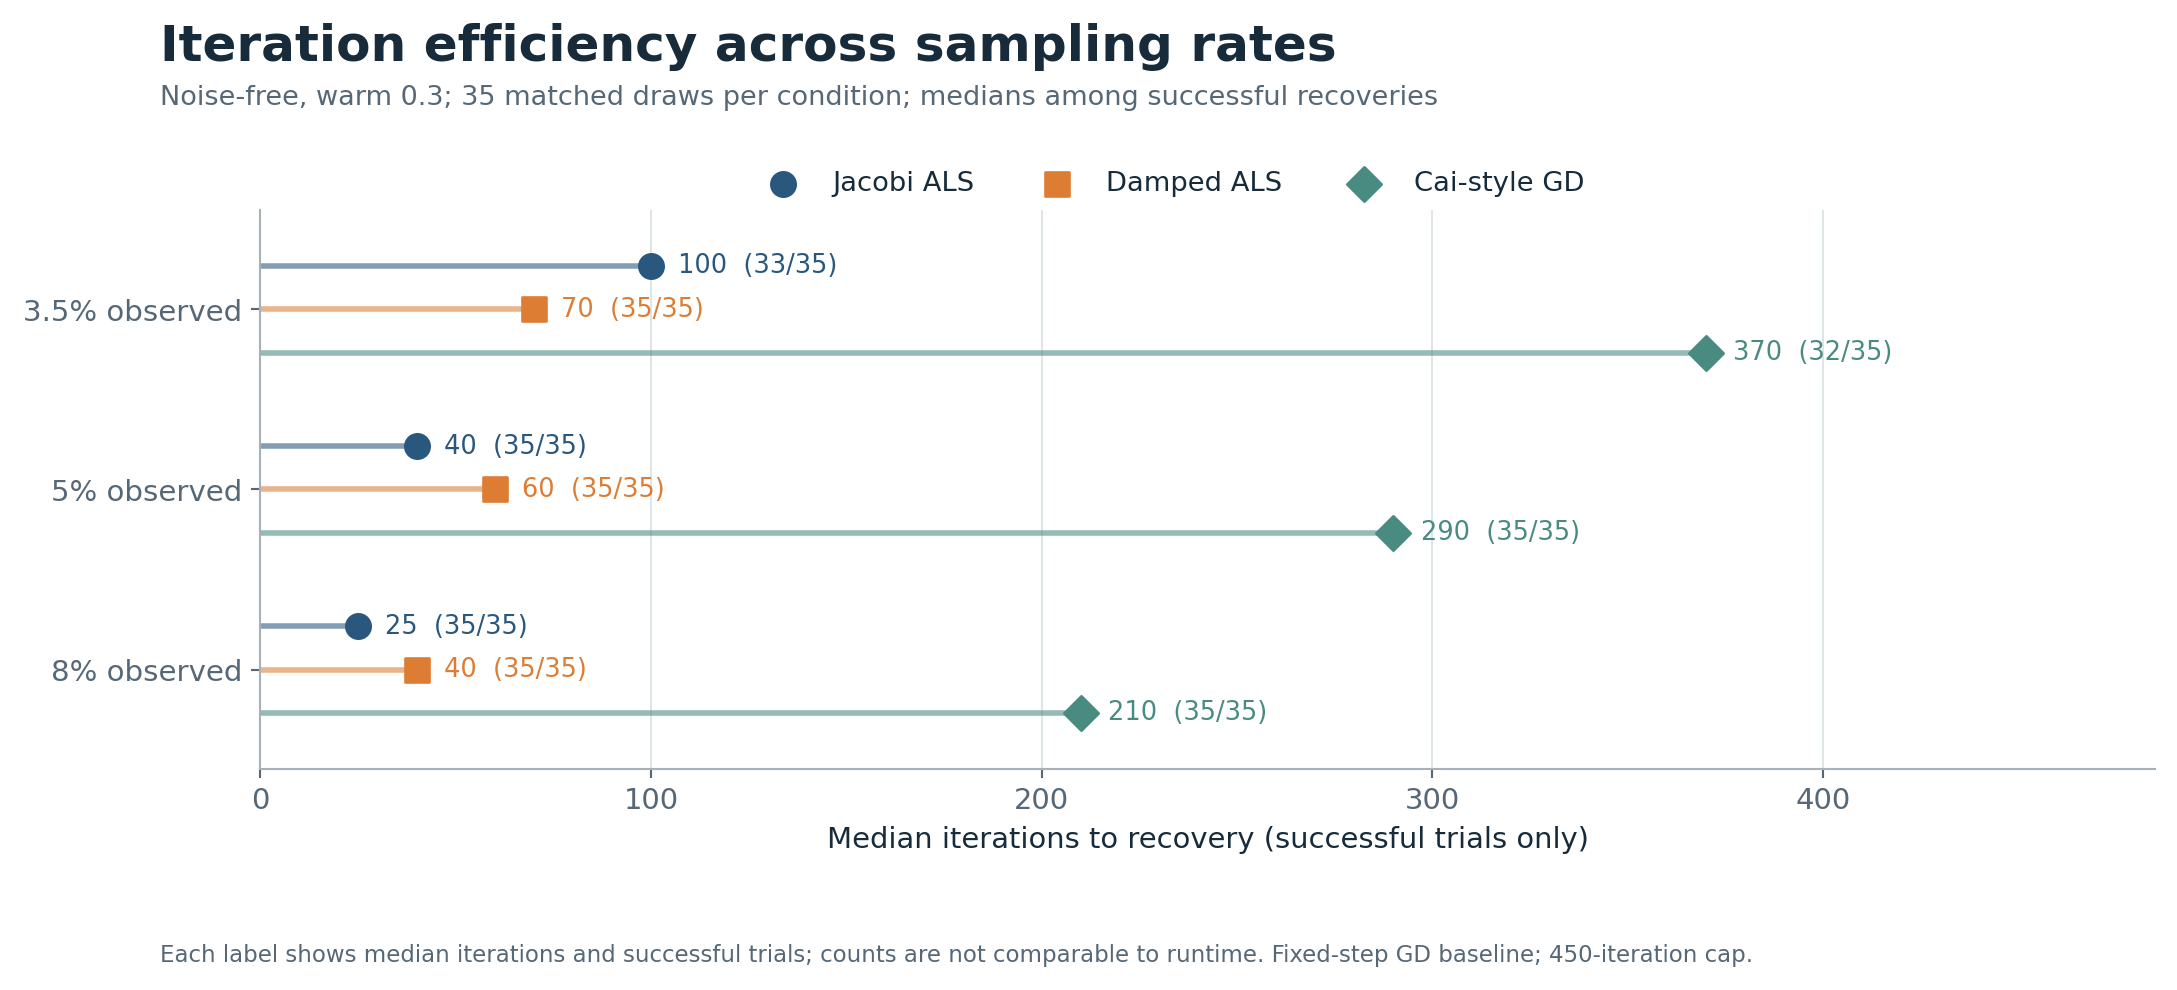 Iteration efficiency across sampling rates
Noise-free, warm 0.3; 35 matched draws per condition; medians among successful recoveries
Jacobi ALS
Damped ALS
Cai-style GD
100 (33/35)
3.5% observed
70 (35/35)
370 (32/35)
40 (35/35)
5% observed
60 (35/35)
290 (35/35)
25 (35/35)
8% observed
40 (35/35)
210 (35/35)
0 100 200 300 400
Median iterations to recovery (successful trials only)
Each label shows median iterations and successful trials; counts are not comparable to runtime. Fixed-step GD baseline; 450-iteration cap.